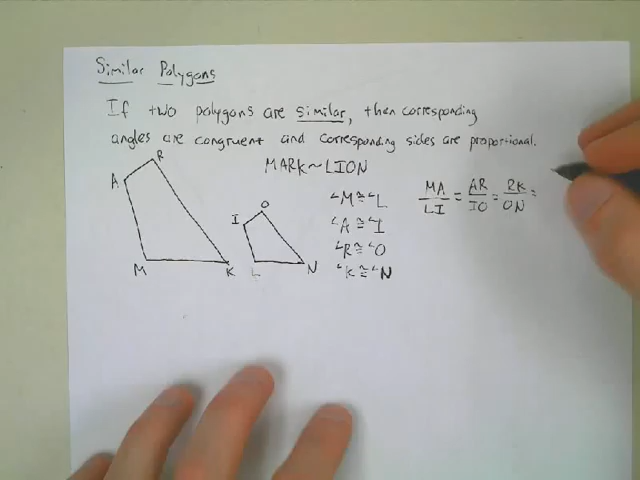 Similar Polygons
If two polygons are similar, then corresponding
angles are congruent and corresponding sides are proportional.
MARK~LION
R
A
M
K
O
I
L
N
∠M≅∠L
∠A≅∠I
∠R≅∠O
∠K≅∠N
MA/LI = AR/IO = RK/ON =